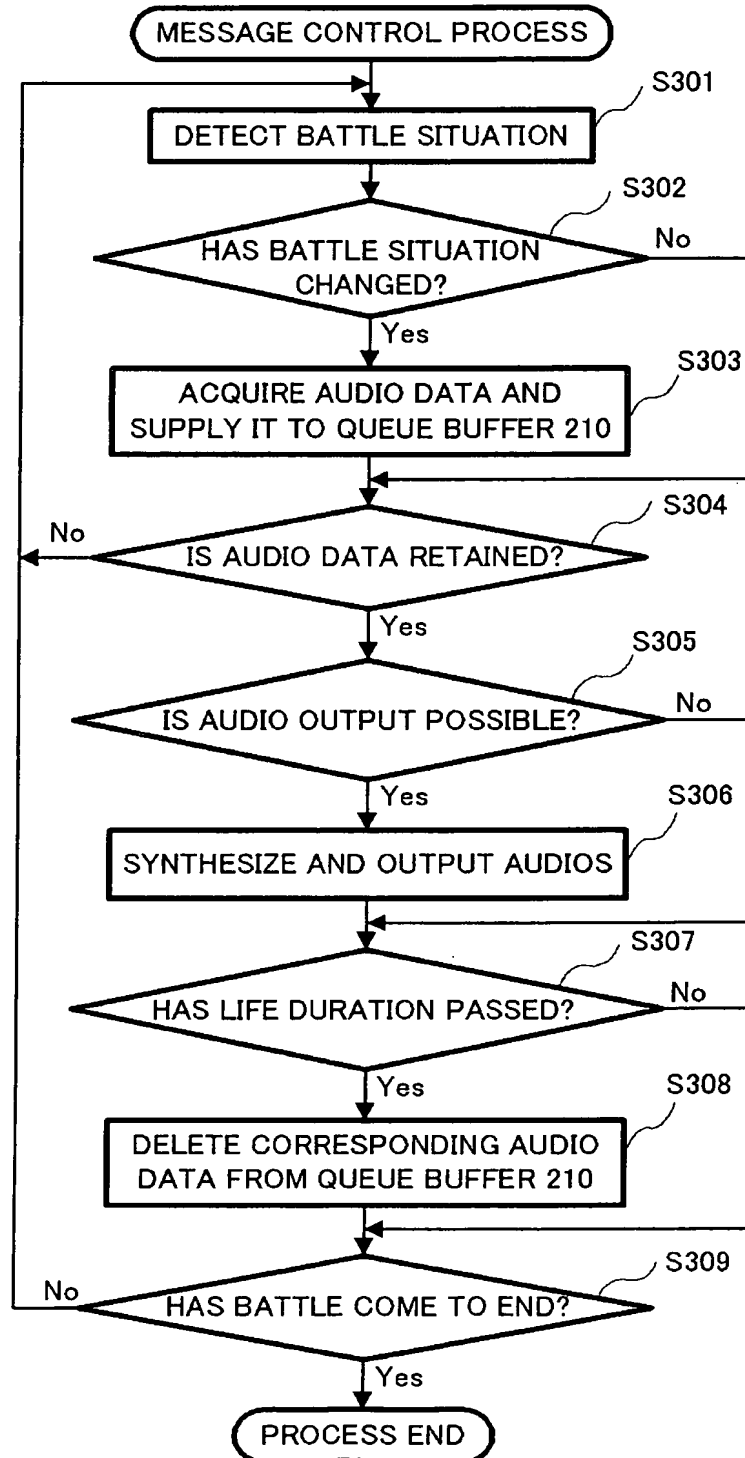 MESSAGE CONTROL PROCESS
S301
DETECT BATTLE SITUATION
S302
HAS BATTLE SITUATION
CHANGED?
No
Yes
S303
ACQUIRE AUDIO DATA AND
SUPPLY IT TO QUEUE BUFFER 210
S304
No
IS AUDIO DATA RETAINED?
Yes
S305
IS AUDIO OUTPUT POSSIBLE?
No
Yes
S306
SYNTHESIZE AND OUTPUT AUDIOS
S307
HAS LIFE DURATION PASSED?
No
Yes
S308
DELETE CORRESPONDING AUDIO
DATA FROM QUEUE BUFFER 210
S309
No
HAS BATTLE COME TO END?
Yes
PROCESS END